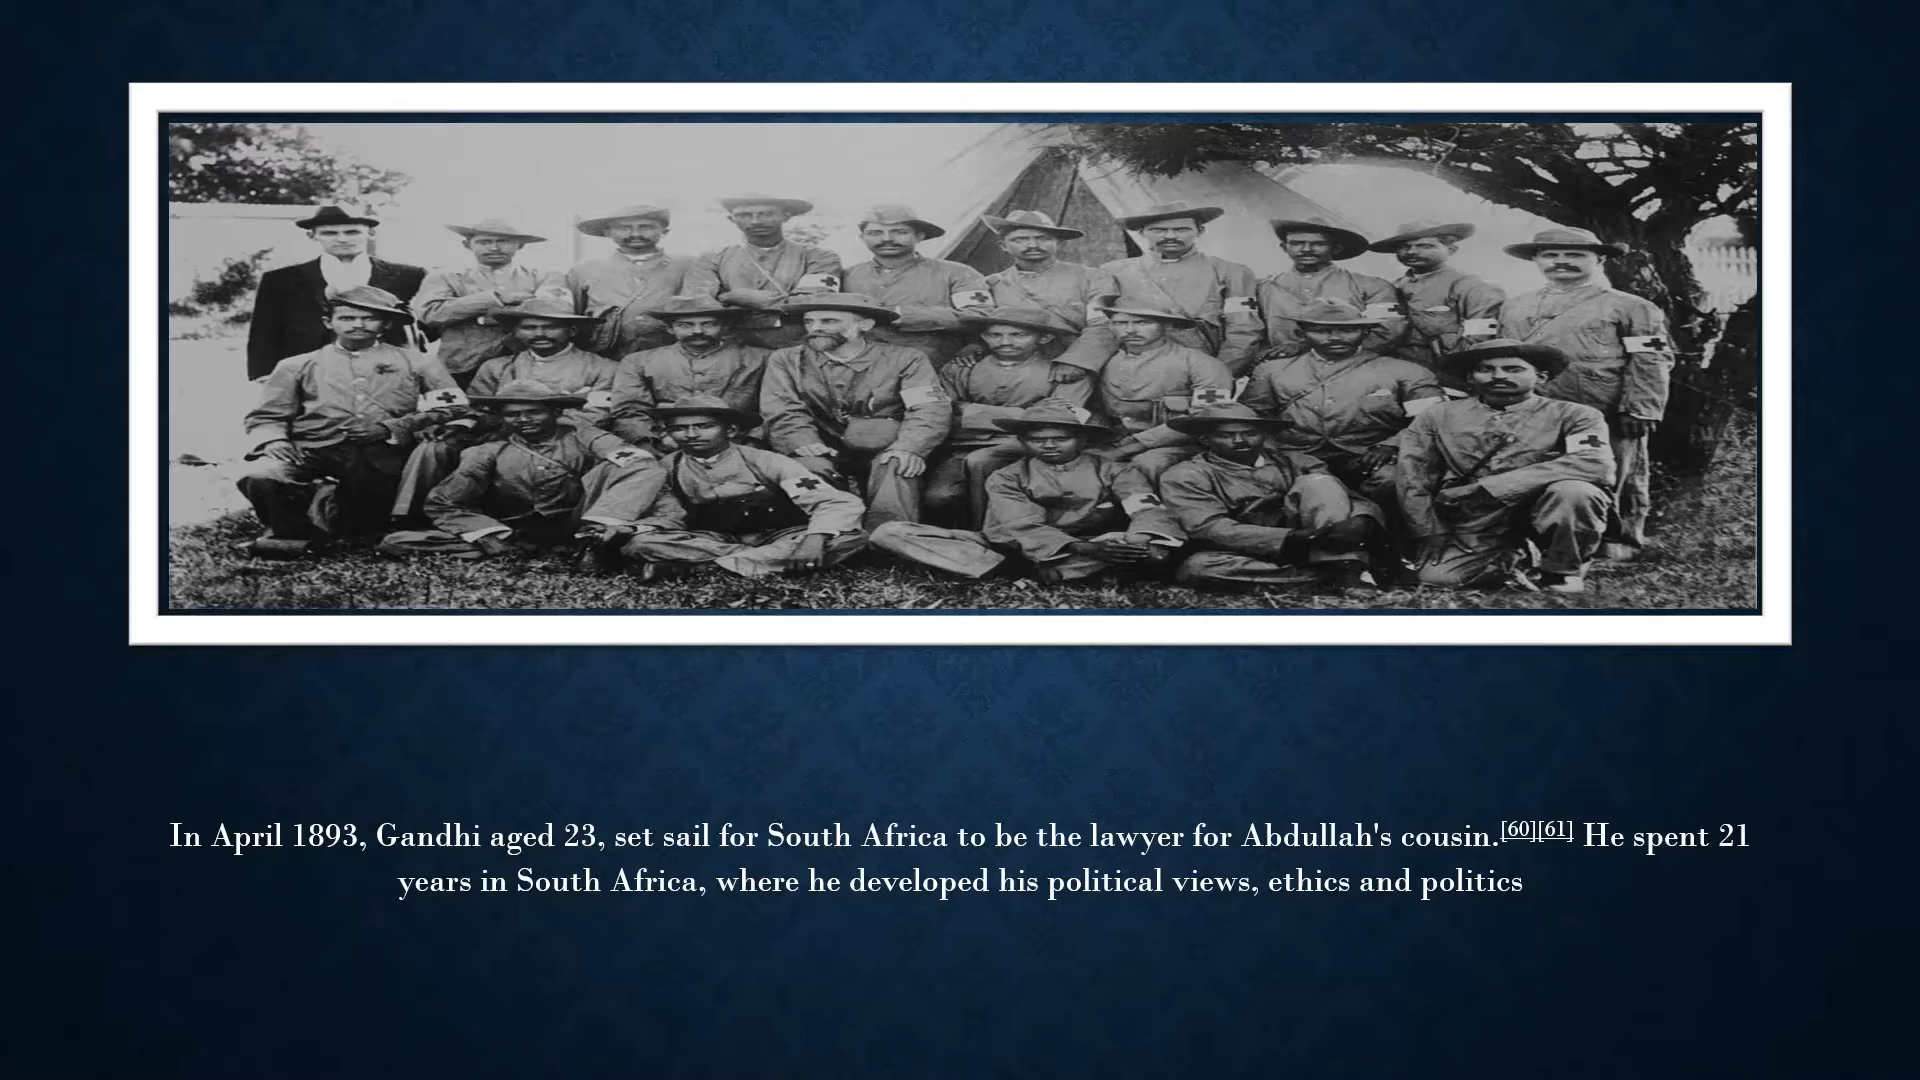 In April 1893, Gandhi aged 23, set sail for South Africa to be the lawyer for Abdullah's cousin.[60][61] He spent 21
years in South Africa, where he developed his political views, ethics and politics